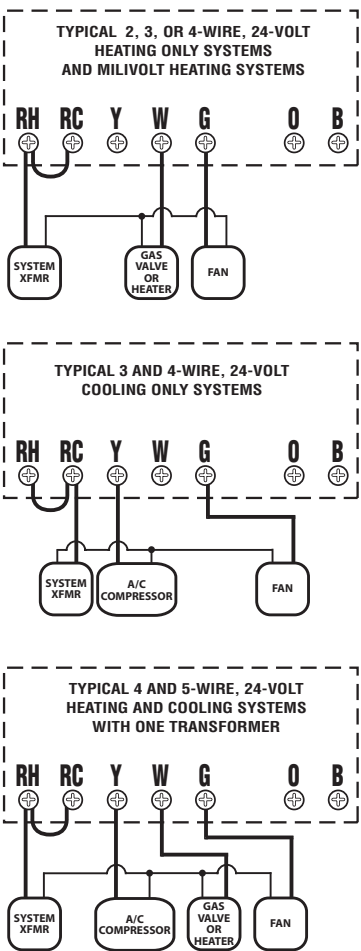 TYPICAL 2, 3, OR 4-WIRE, 24-VOLT
HEATING ONLY SYSTEMS
AND MILIVOLT HEATING SYSTEMS
RH RC Y W G O B
SYSTEM
XFMR
GAS
VALVE
OR
HEATER
FAN
TYPICAL 3 AND 4-WIRE, 24-VOLT
COOLING ONLY SYSTEMS
RH RC Y W G O B
SYSTEM
XFMR
A/C
COMPRESSOR
FAN
TYPICAL 4 AND 5-WIRE, 24-VOLT
HEATING AND COOLING SYSTEMS
WITH ONE TRANSFORMER
RH RC Y W G O B
SYSTEM
XFMR
A/C
COMPRESSOR
GAS
VALVE
OR
HEATER
FAN